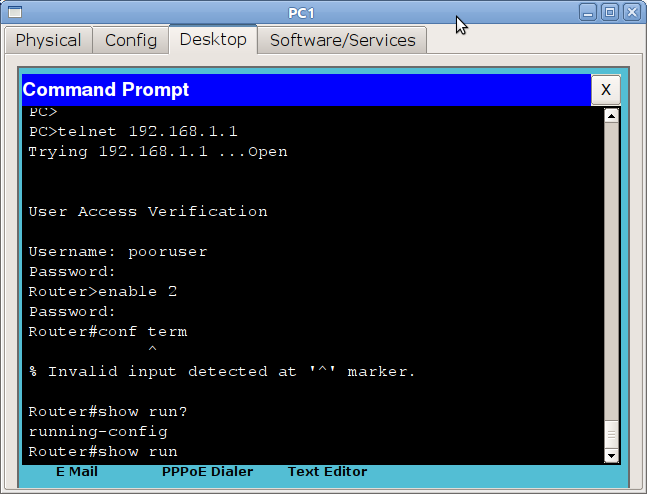 PC1
Physical Config Desktop Software/Services
Command Prompt X
PC>
PC>telnet 192.168.1.1
Trying 192.168.1.1 ...Open
User Access Verification
Username: pooruser
Password:
Router>enable 2
Password:
Router#conf term
^
% Invalid input detected at '^' marker.
Router#show run?
running-config
Router#show run
E Mail PPPoE Dialer Text Editor